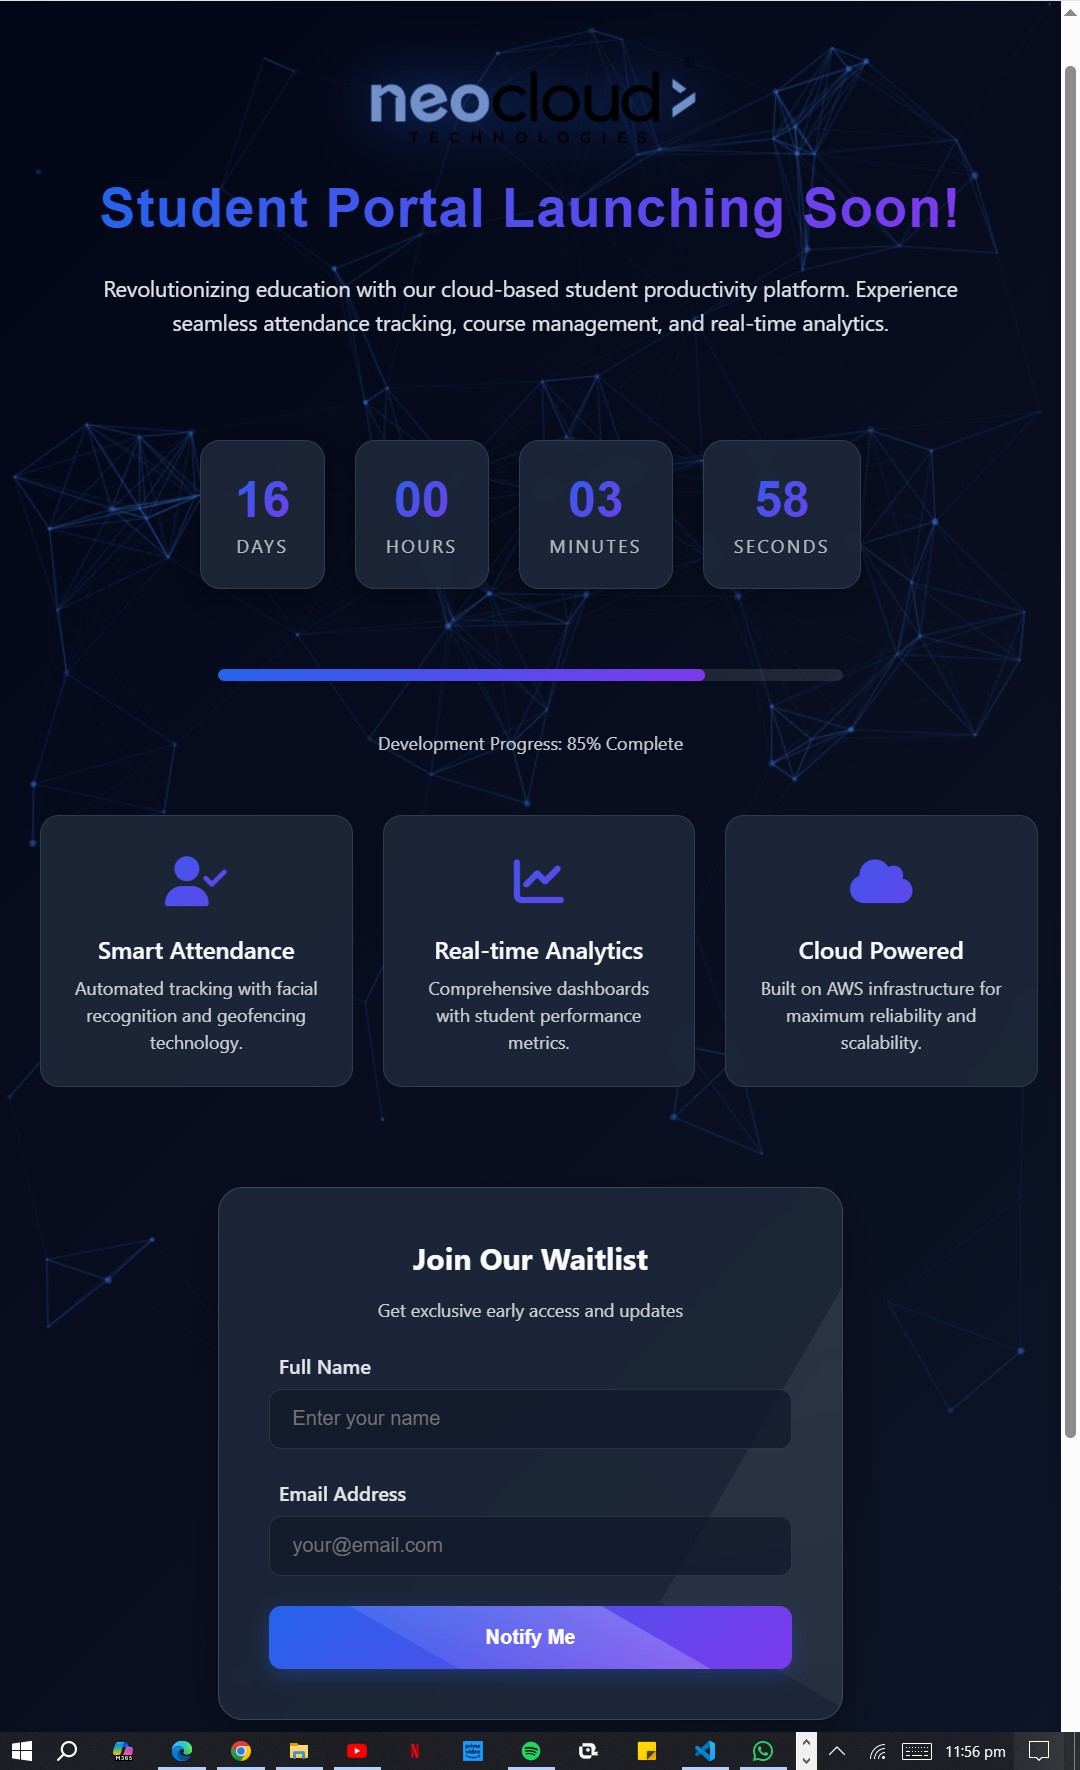 neocloud
TECHNOLOGIES
Student Portal Launching Soon!
Revolutionizing education with our cloud-based student productivity platform. Experience
seamless attendance tracking, course management, and real-time analytics.
16
DAYS
00
HOURS
03
MINUTES
58
SECONDS
Development Progress: 85% Complete
Smart Attendance
Automated tracking with facial
recognition and geofencing
technology.
Real-time Analytics
Comprehensive dashboards
with student performance
metrics.
Cloud Powered
Built on AWS infrastructure for
maximum reliability and
scalability.
Join Our Waitlist
Get exclusive early access and updates
Full Name
Enter your name
Email Address
your@email.com
Notify Me
M365
prime video
11:56 pm